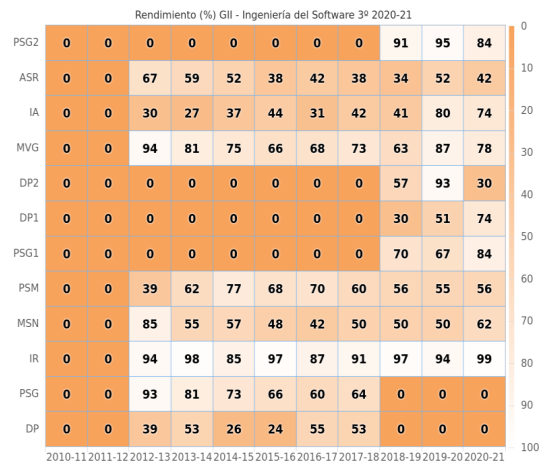 Rendimiento (%) GII - Ingeniería del Software 3º 2020-21
PSG2 0 0 0 0 0 0 0 0 91 95 84
ASR 0 0 67 59 52 38 42 38 34 52 42
IA 0 0 30 27 37 44 31 42 41 80 74
MVG 0 0 94 81 75 66 68 73 63 87 78
DP2 0 0 0 0 0 0 0 0 57 93 30
DP1 0 0 0 0 0 0 0 0 30 51 74
PSG1 0 0 0 0 0 0 0 0 70 67 84
PSM 0 0 39 62 77 68 70 60 56 55 56
MSN 0 0 85 55 57 48 42 50 50 50 62
IR 0 0 94 98 85 97 87 91 97 94 99
PSG 0 0 93 81 73 66 60 64 0 0 0
DP 0 0 39 53 26 24 55 53 0 0 0
2010-11 2011-12 2012-13 2013-14 2014-15 2015-16 2016-17 2017-18 2018-19 2019-20 2020-21
0
10
20
30
40
50
60
70
80
90
100